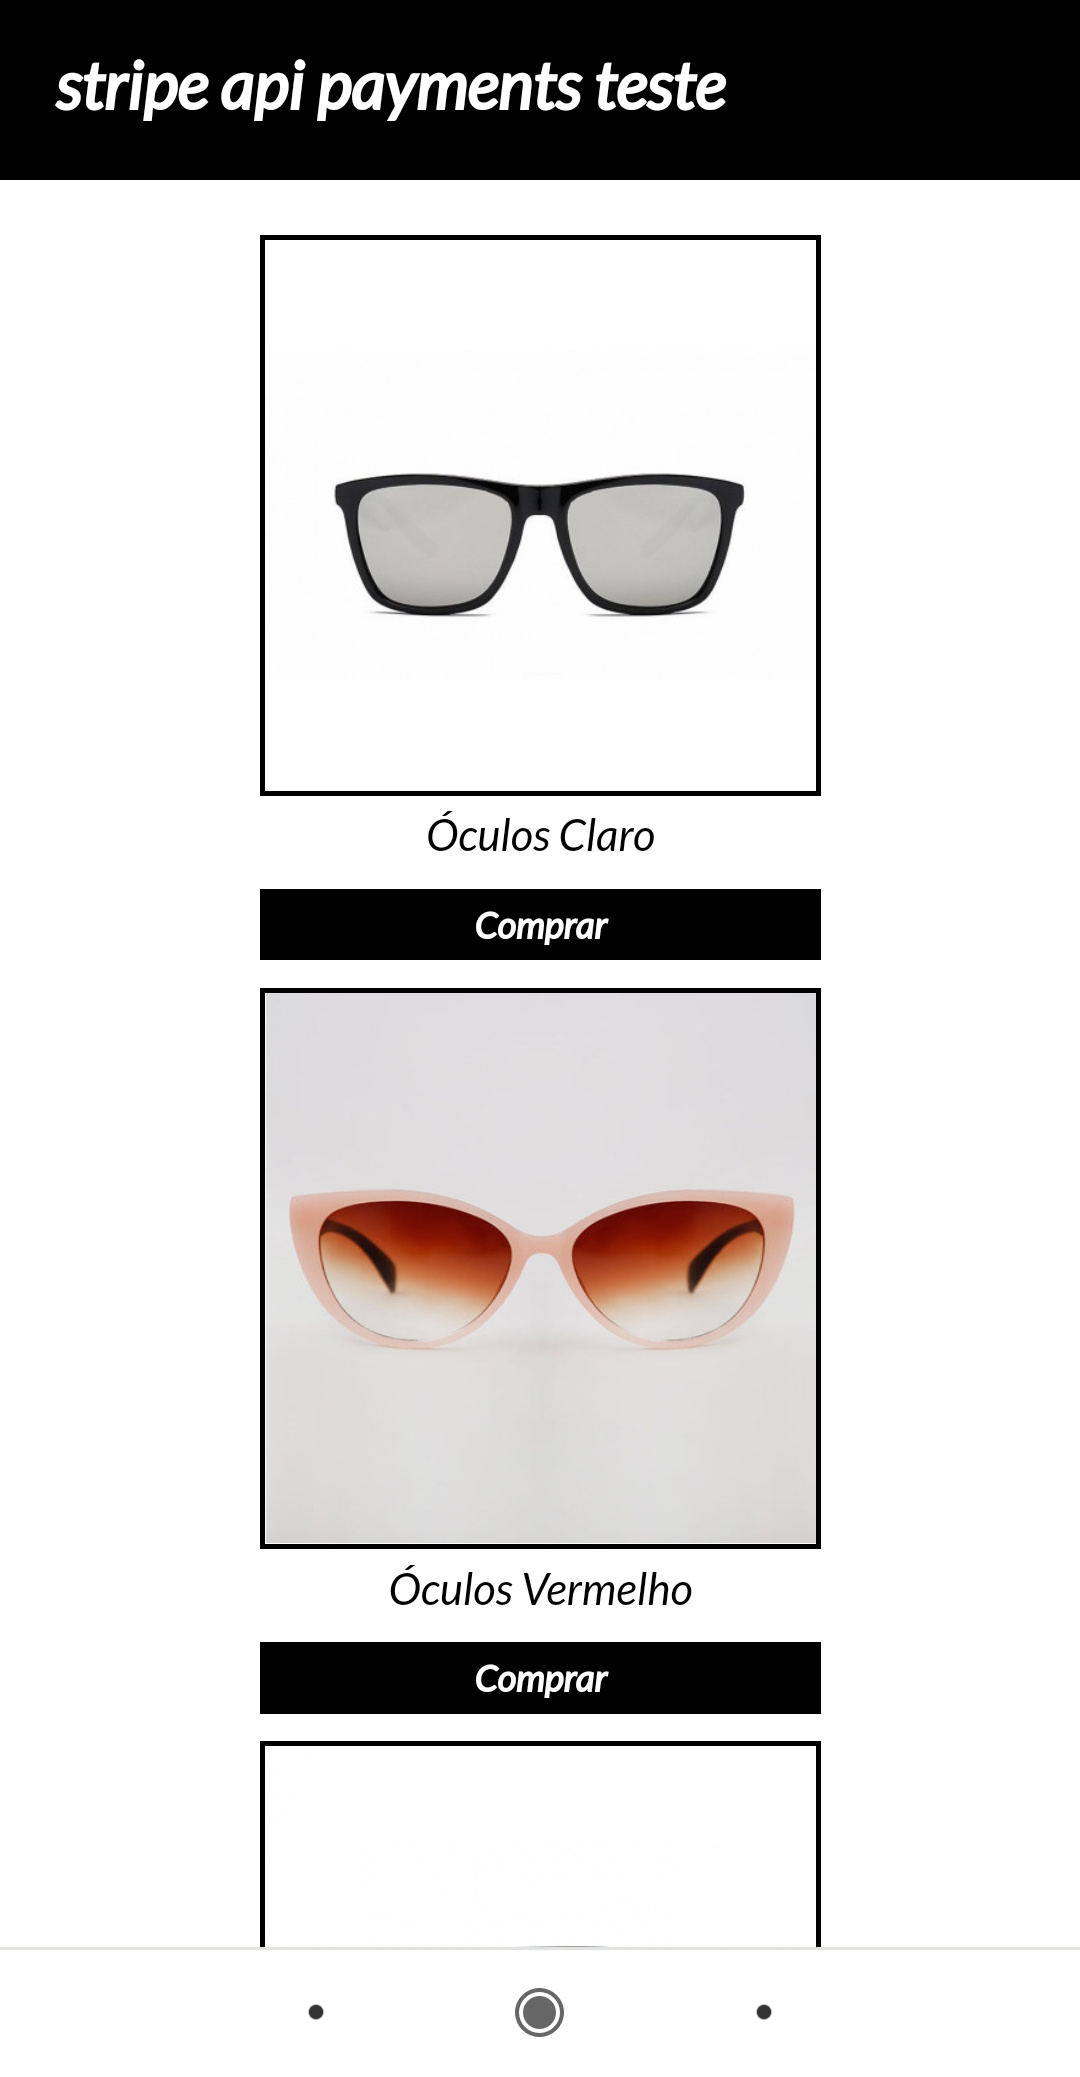 stripe api payments teste
Óculos Claro
Comprar
Óculos Vermelho
Comprar